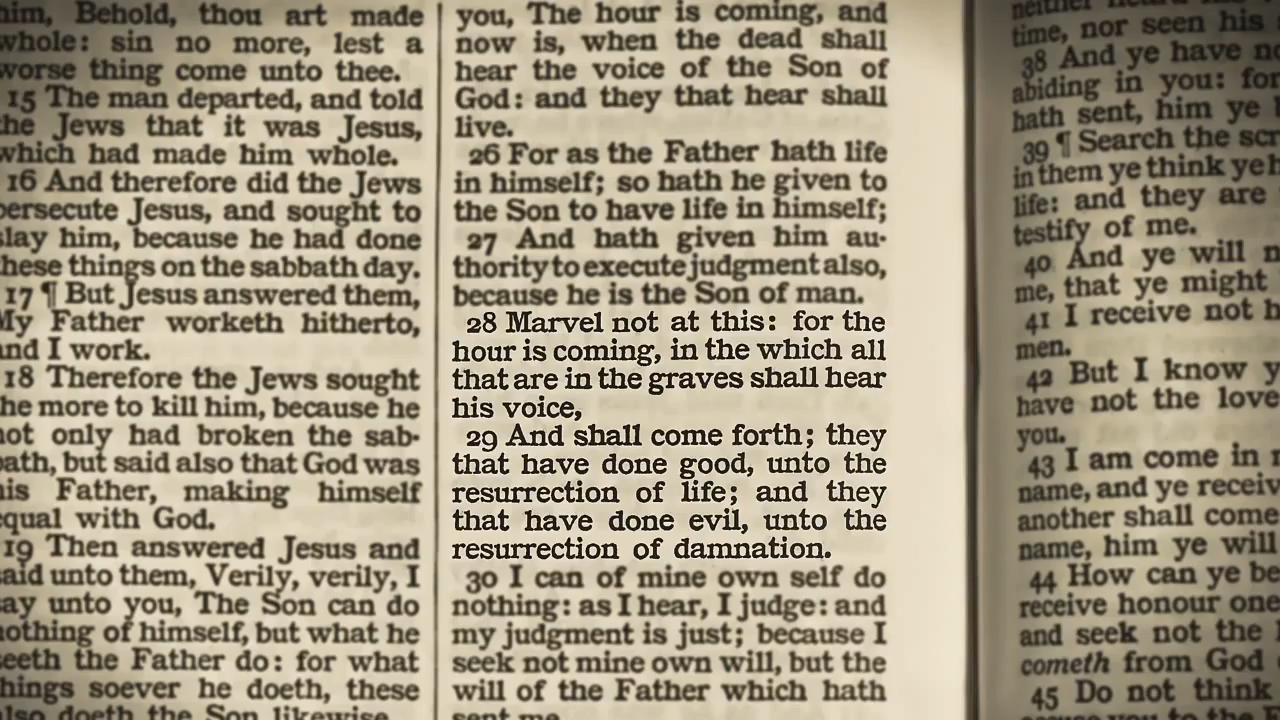 him, Behold, thou art made
whole: sin no more, lest a
worse thing come unto thee.
15 The man departed, and told
the Jews that it was Jesus,
which had made him whole.
16 And therefore did the Jews
persecute Jesus, and sought to
slay him, because he had done
these things on the sabbath day.
17 ¶ But Jesus answered them,
My Father worketh hitherto,
and I work.
18 Therefore the Jews sought
the more to kill him, because he
not only had broken the sab-
bath, but said also that God was
his Father, making himself
equal with God.
19 Then answered Jesus and
said unto them, Verily, verily, I
say unto you, The Son can do
nothing of himself, but what he
seeth the Father do: for what
things soever he doeth, these
also doeth the Son likewise.
you, The hour is coming, and
now is, when the dead shall
hear the voice of the Son of
God: and they that hear shall
live.
26 For as the Father hath life
in himself; so hath he given to
the Son to have life in himself;
27 And hath given him au-
thority to execute judgment also,
because he is the Son of man.
28 Marvel not at this: for the
hour is coming, in the which all
that are in the graves shall hear
his voice,
29 And shall come forth; they
that have done good, unto the
resurrection of life; and they
that have done evil, unto the
resurrection of damnation.
30 I can of mine own self do
nothing: as I hear, I judge: and
my judgment is just; because I
seek not mine own will, but the
will of the Father which hath
sent me.
neither heard his
time, nor seen his
38 And ye have
abiding in you: for
hath sent, him ye
39 ¶ Search the
in them ye think ye
life: and they are
testify of me.
40 And ye will
me, that ye might
41 I receive not
men.
42 But I know
have not the love
you.
43 I am come in
name, and ye
another shall come
name, him ye will
44 How can ye
receive honour one
and seek not the
cometh from God
45 Do not think